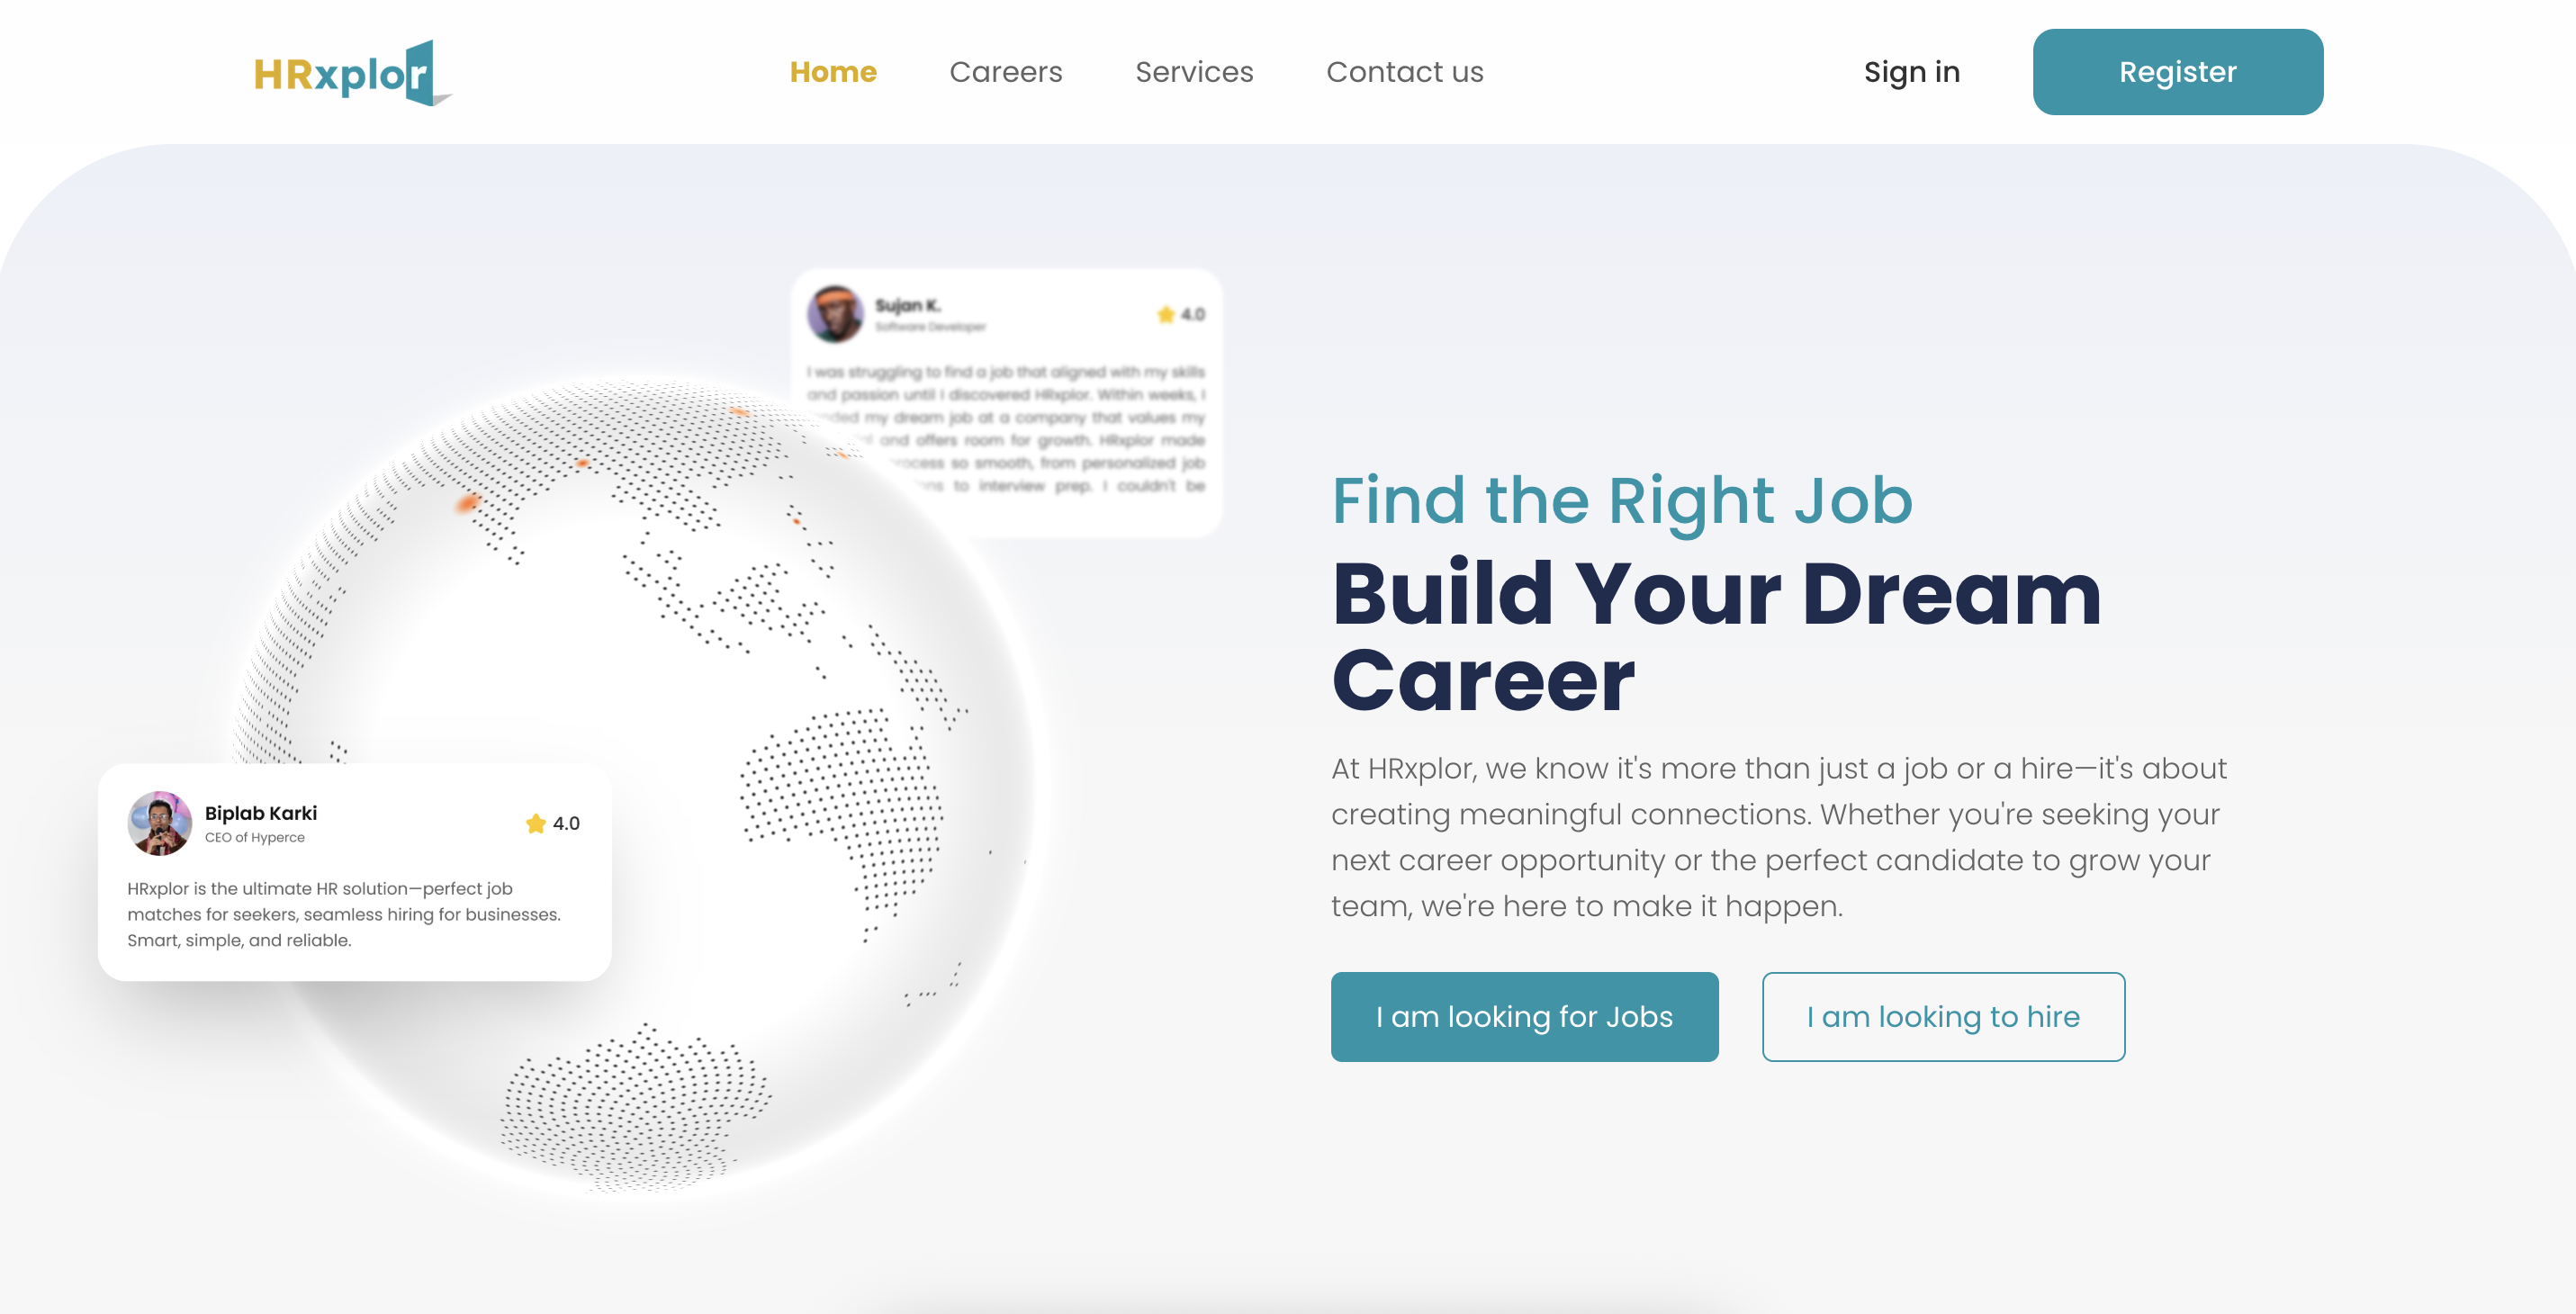 HRxplor
Home
Careers
Services
Contact us
Sign in
Register
Sujan K.
Software Developer
4.0
I was struggling to find a job that aligned with my skills
and passion until I discovered HRxplor. Within weeks, I
my dream job at a company that values my
and offers room for growth. HRxplor made
so smooth, from personalized job
to interview prep. I couldn't be
Find the Right Job
Build Your Dream
Career
At HRxplor, we know it's more than just a job or a hire—it's about
creating meaningful connections. Whether you're seeking your
next career opportunity or the perfect candidate to grow your
team, we're here to make it happen.
I am looking for Jobs
I am looking to hire
Biplab Karki
CEO of Hyperce
4.0
HRxplor is the ultimate HR solution—perfect job
matches for seekers, seamless hiring for businesses.
Smart, simple, and reliable.